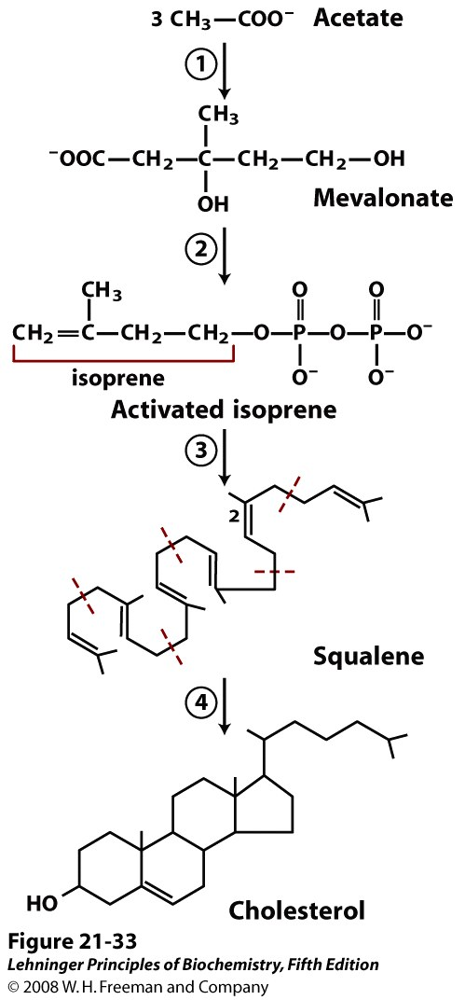 3 CH₃—COO⁻ Acetate
1
CH₃
⁻OOC—CH₂—C—CH₂—CH₂—OH
OH
Mevalonate
2
CH₃ O O
CH₂=C—CH₂—CH₂—O—P—O—P—O⁻
O⁻ O⁻
isoprene
Activated isoprene
3
2
Squalene
4
HO
Cholesterol
Figure 21-33
Lehninger Principles of Biochemistry, Fifth Edition
© 2008 W. H. Freeman and Company